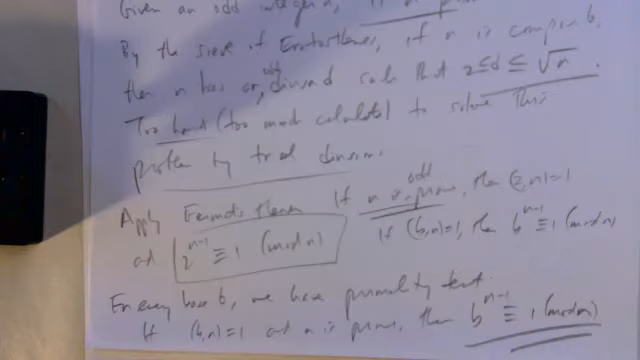 Given an odd integer n, is n prime
By the sieve of Eratosthenes, if n is composite,
then n has an odd divisor d such that 2 ≤ d ≤ √n.
Too hard (too much calculation) to solve this
problem by trial division.
Apply Fermat's theorem If n is odd prime, then (2,n)=1
and 2^{n-1} ≡ 1 (mod n) if (b,n)=1, then b^{n-1} ≡ 1 (mod n)
For every base b, we have primality test.
If (b,n)=1 and n is prime, then b^{n-1} ≡ 1 (mod n)